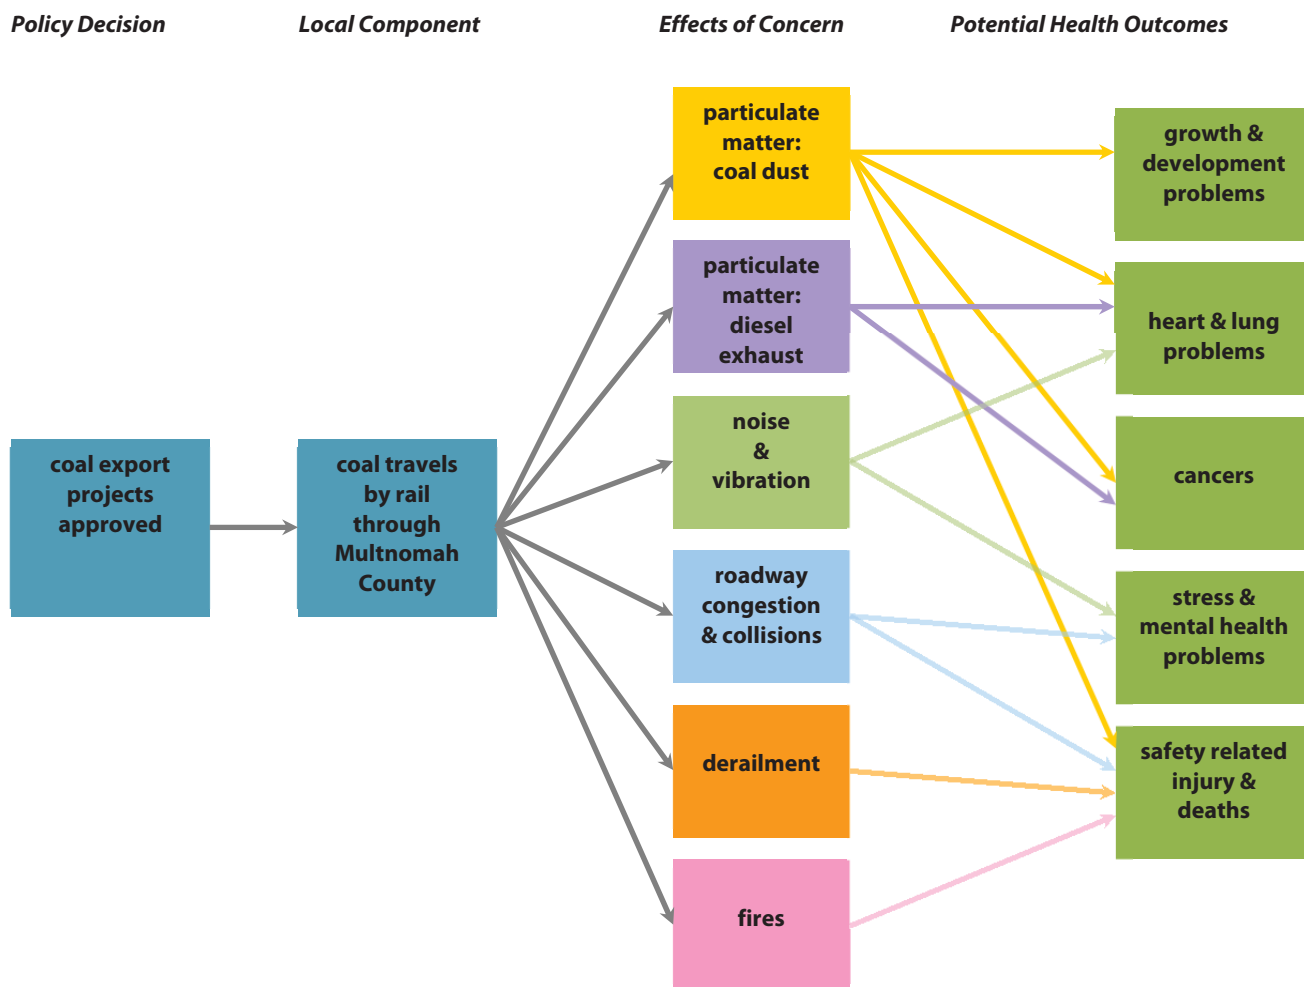 Policy Decision
Local Component
Effects of Concern
Potential Health Outcomes
coal export
projects
approved
coal travels
by rail
through
Multnomah
County
particulate
matter:
coal dust
particulate
matter:
diesel
exhaust
noise
&
vibration
roadway
congestion
& collisions
derailment
fires
growth &
development
problems
heart & lung
problems
cancers
stress &
mental health
problems
safety related
injury &
deaths